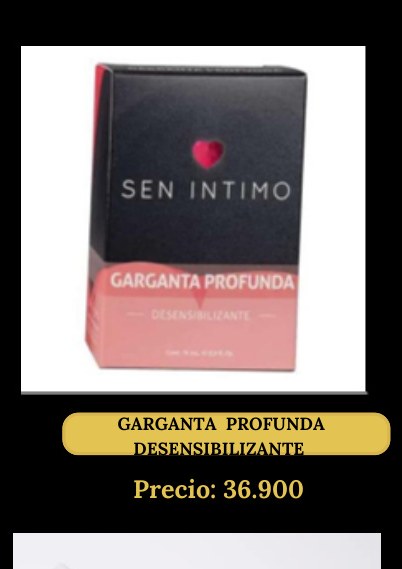 SEN INTIMO
GARGANTA PROFUNDA
DESENSIBILIZANTE
GARGANTA PROFUNDA
DESENSIBILIZANTE
Precio: 36.900